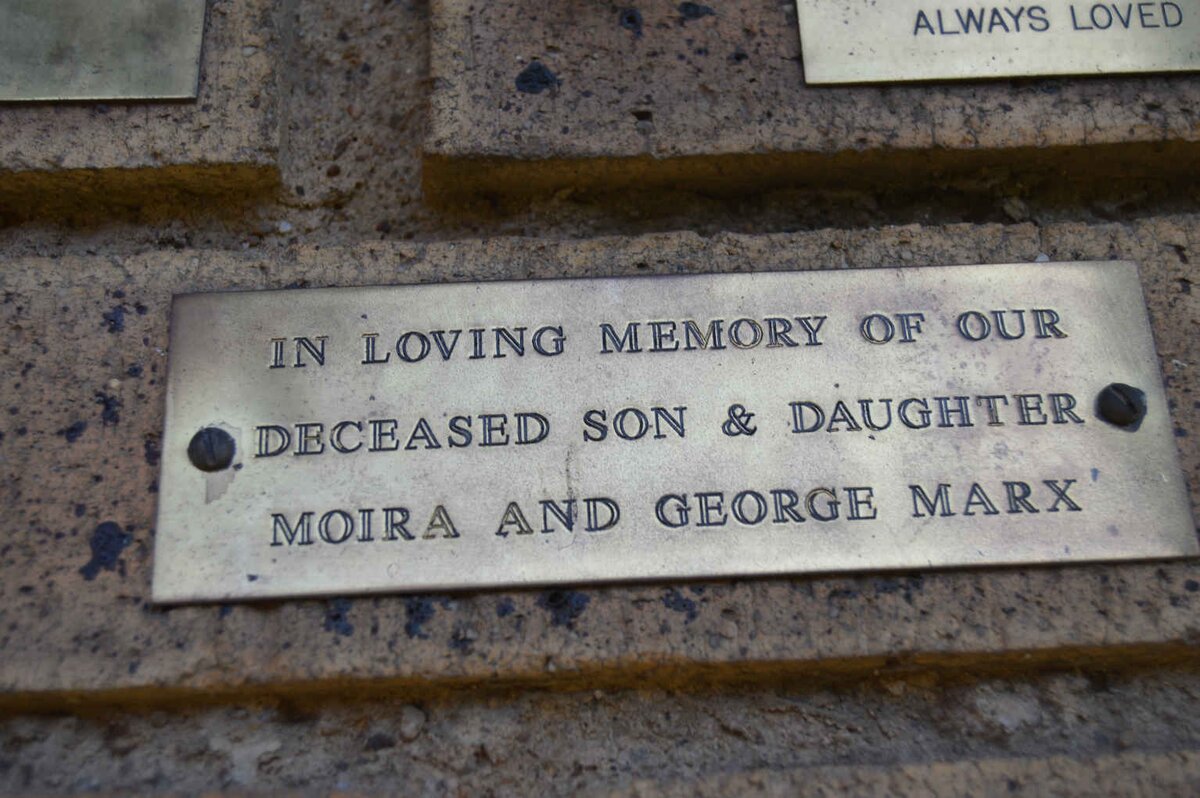 ALWAYS LOVED
IN LOVING MEMORY OF OUR
DECEASED SON & DAUGHTER
MOIRA AND GEORGE MARX